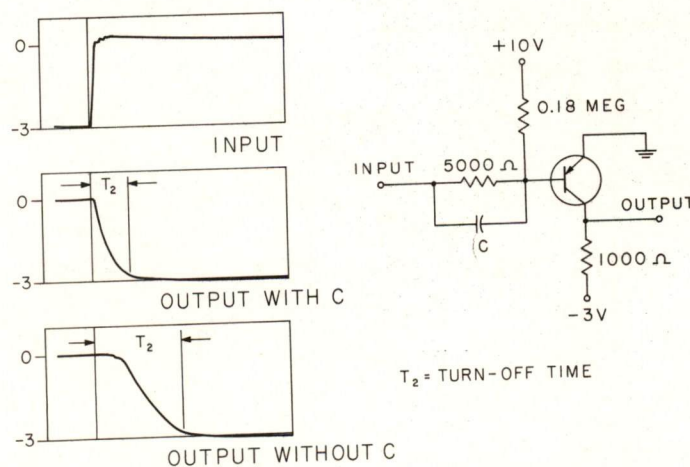 0
-3
INPUT
T₂
0
-3
OUTPUT WITH C
T₂
0
-3
OUTPUT WITHOUT C
+10V
0.18 MEG
INPUT
5000 Ω
C
OUTPUT
1000 Ω
-3V
T₂ = TURN-OFF TIME